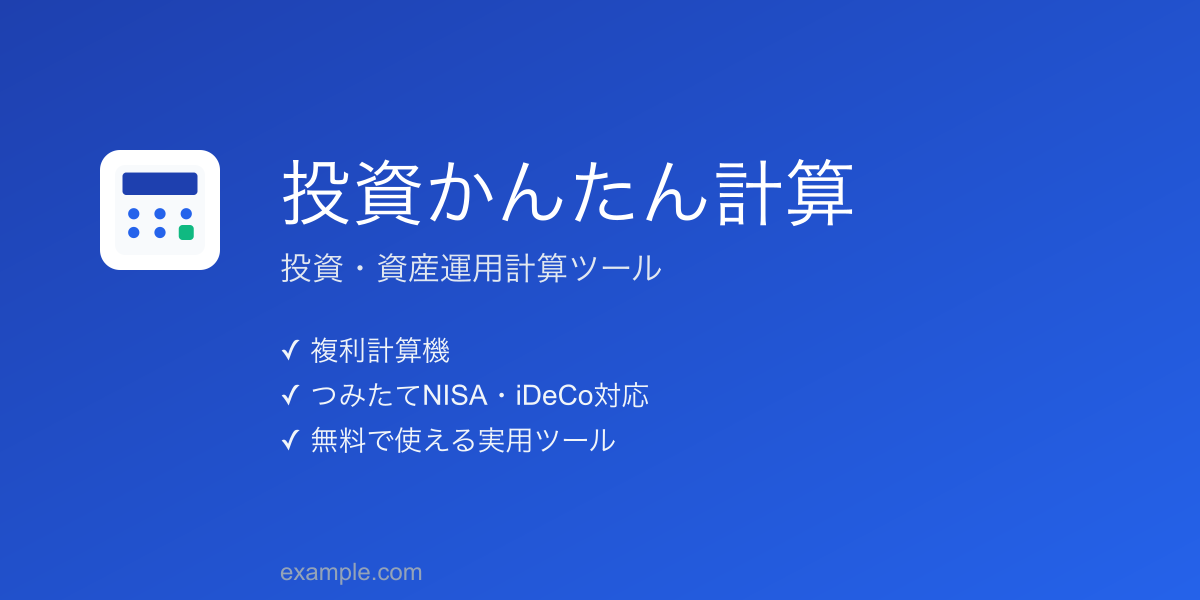 投資かんたん計算
投資・資産運用計算ツール
✓ 複利計算機
✓ つみたてNISA・iDeCo対応
✓ 無料で使える実用ツール
example.com